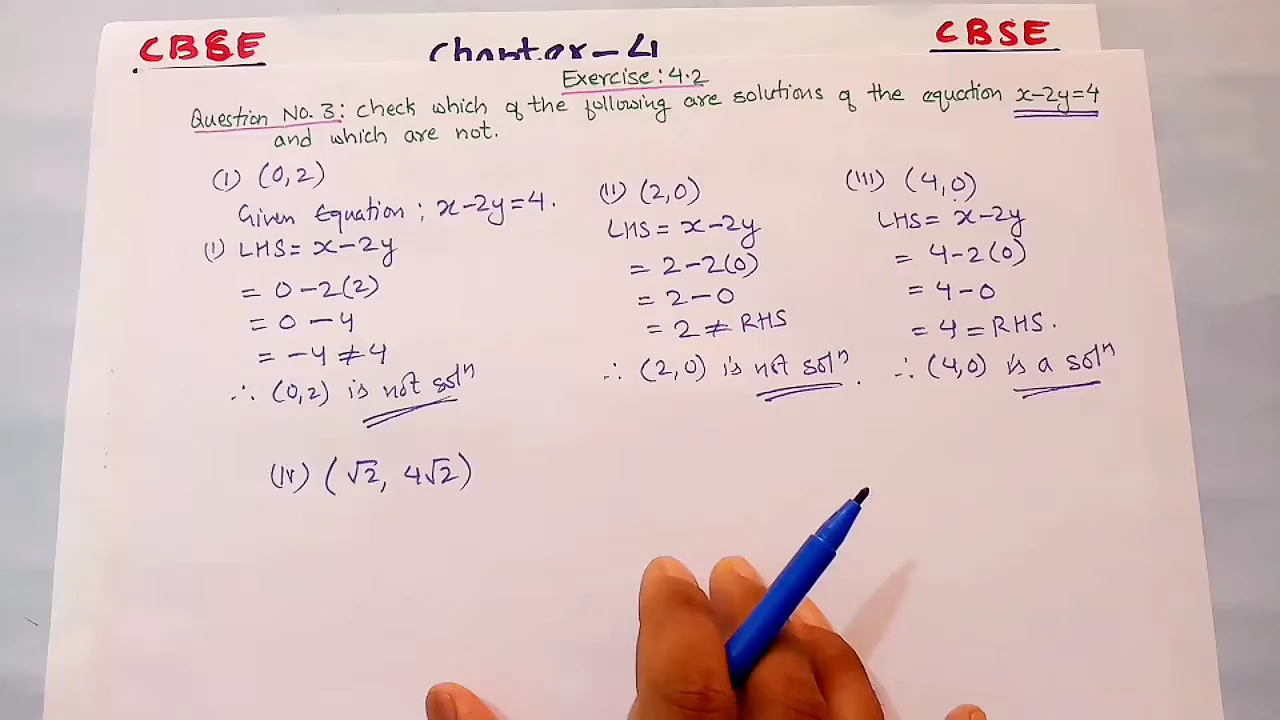 CBSE
CBSE
Chapter-4
Exercise: 4.2
Question No. 3: Check which of the following are solutions of the equation x-2y=4
and which are not.
(i) (0,2)
Given Equation; x-2y=4.
(i) LHS = x-2y
= 0-2(2)
= 0-4
= -4≠4
∴ (0,2) is not solⁿ
(ii) (2,0)
LHS = x-2y
= 2-2(0)
= 2-0
= 2 ≠ RHS
∴ (2,0) is not solⁿ.
(iii) (4,0)
LHS = x-2y
= 4-2(0)
= 4-0
= 4 = RHS.
∴ (4,0) is a solⁿ
(iv) (√2, 4√2)